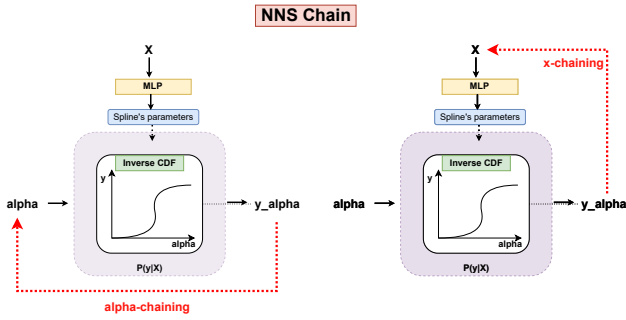 NNS Chain
X
MLP
Spline's parameters
Inverse CDF
y
alpha
alpha
y_alpha
P(y|X)
alpha-chaining
X
x-chaining
MLP
Spline's parameters
Inverse CDF
y
alpha
alpha
y_alpha
P(y|X)